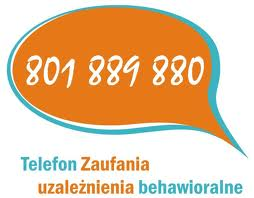 801 889 880
Telefon Zaufania
uzależnienia behawioralne